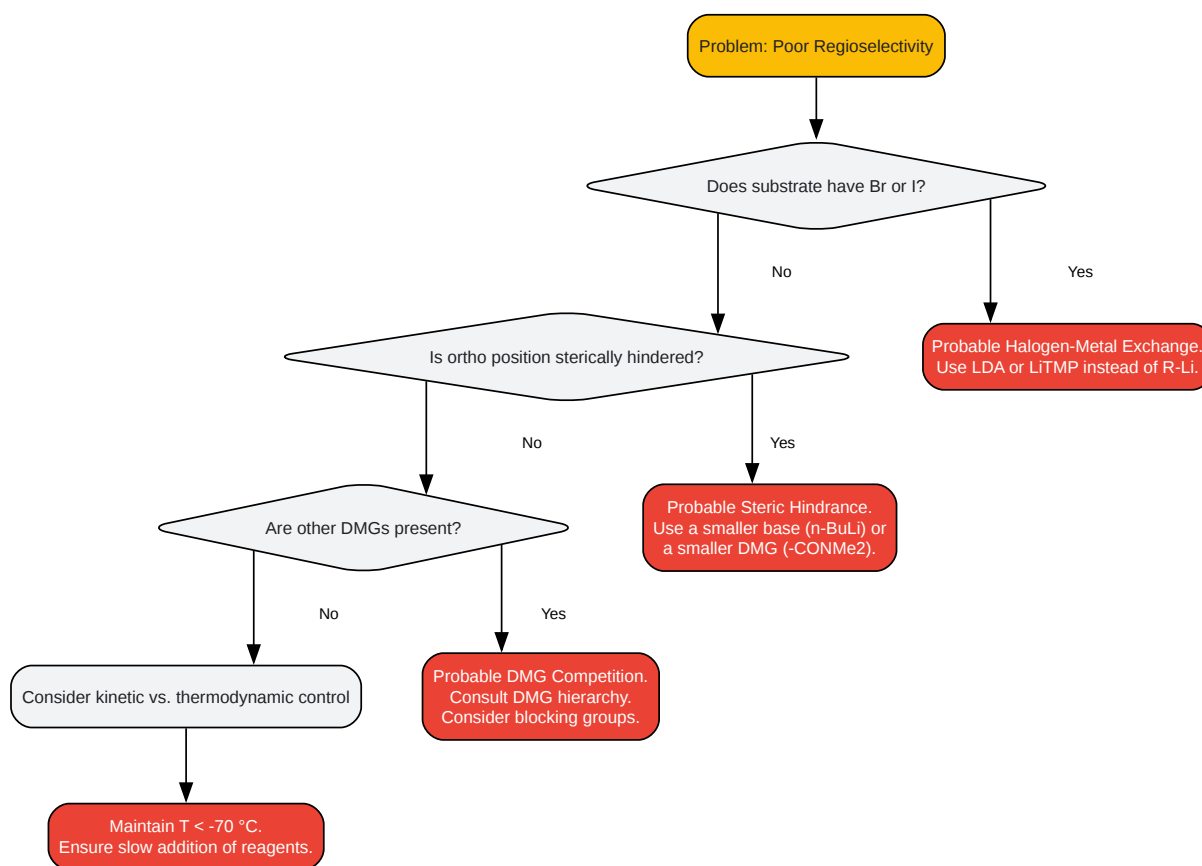 Problem: Poor Regioselectivity
Does substrate have Br or I?
No
Yes
Probable Halogen-Metal Exchange.
Use LDA or LiTMP instead of R-Li.
Is ortho position sterically hindered?
No
Yes
Probable Steric Hindrance.
Use a smaller base (n-BuLi) or
a smaller DMG (-CONMe2).
Are other DMGs present?
No
Yes
Probable DMG Competition.
Consult DMG hierarchy.
Consider blocking groups.
Consider kinetic vs. thermodynamic control
Maintain T < -70 °C.
Ensure slow addition of reagents.